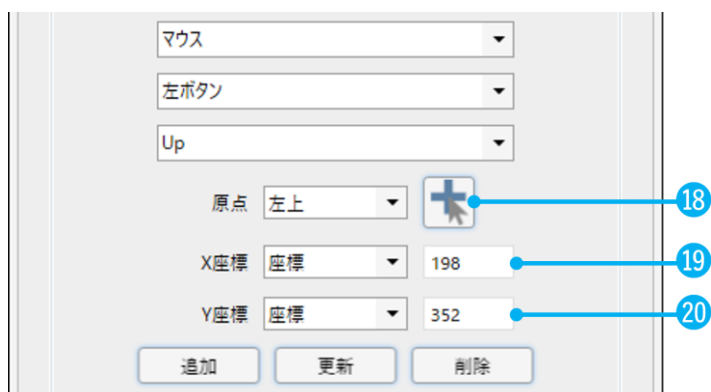 マウス
左ボタン
Up
原点 左上 18
X座標 座標 198 19
Y座標 座標 352 20
追加 更新 削除